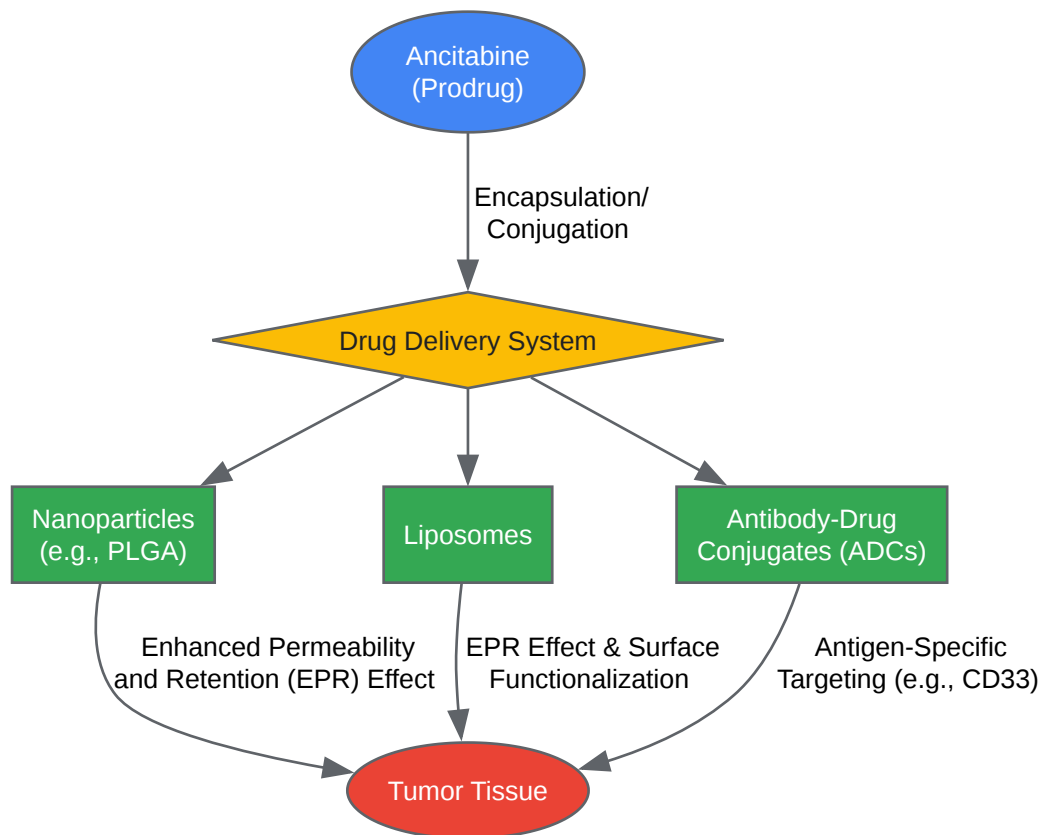 Ancitabine
(Prodrug)
Encapsulation/
Conjugation
Drug Delivery System
Nanoparticles
(e.g., PLGA)
Liposomes
Antibody-Drug
Conjugates (ADCs)
Enhanced Permeability
and Retention (EPR) Effect
EPR Effect & Surface
Functionalization
Antigen-Specific
Targeting (e.g., CD33)
Tumor Tissue